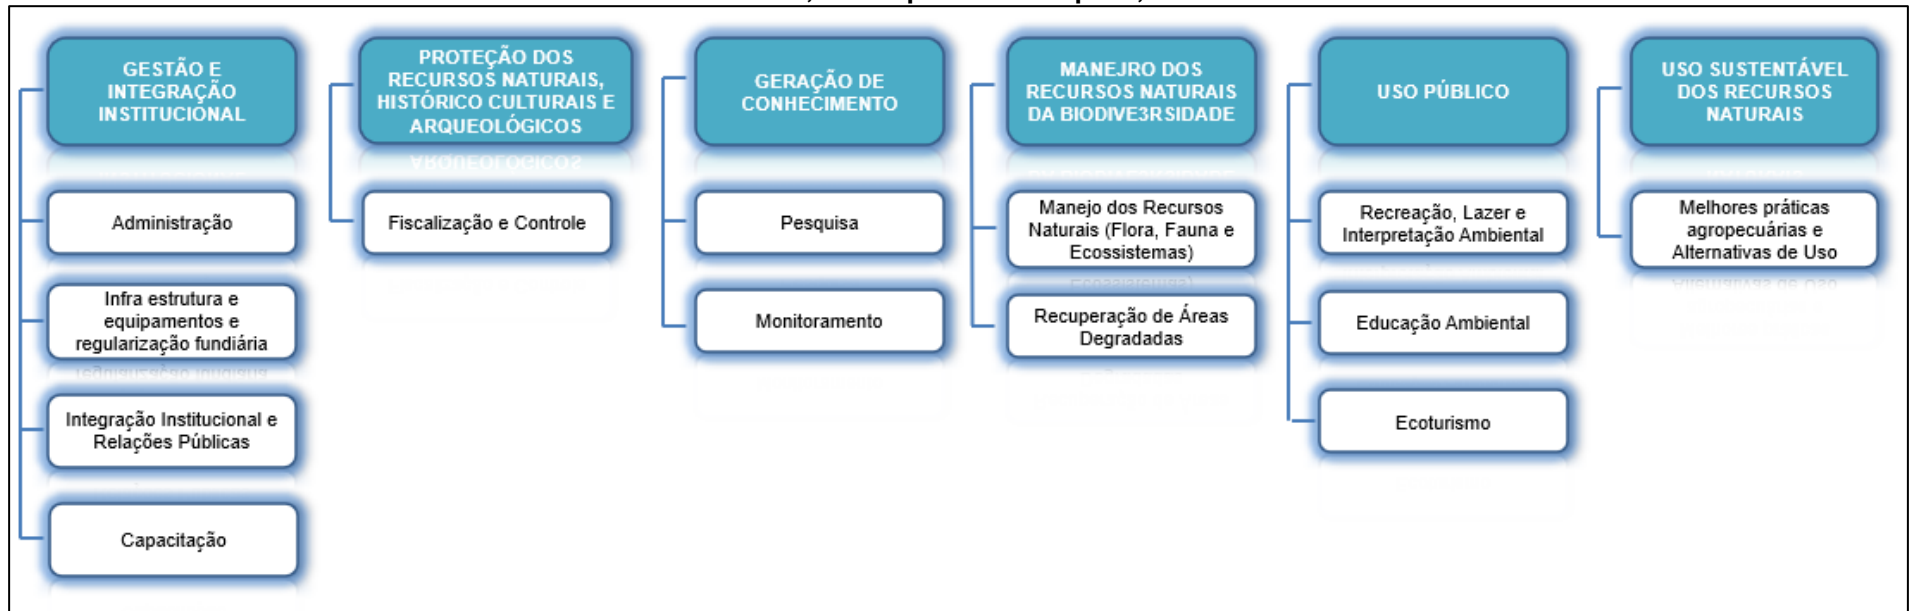 GESTÃO E
INTEGRAÇÃO
INSTITUCIONAL
Administração
Infra estrutura e
equipamentos e
regularização fundiária
Integração Institucional e
Relações Públicas
Capacitação
PROTEÇÃO DOS
RECURSOS NATURAIS,
HISTÓRICO CULTURAIS E
ARQUEOLÓGICOS
Fiscalização e Controle
GERAÇÃO DE
CONHECIMENTO
Pesquisa
Monitoramento
MANEJRO DOS
RECURSOS NATURAIS
DA BIODIVE3RSIDADE
Manejo dos Recursos
Naturais (Flora, Fauna e
Ecossistemas)
Recuperação de Áreas
Degradadas
USO PÚBLICO
Recreação, Lazer e
Interpretação Ambiental
Educação Ambiental
Ecoturismo
USO SUSTENTÁVEL
DOS RECURSOS
NATURAIS
Melhores práticas
agropecuárias e
Alternativas de Uso